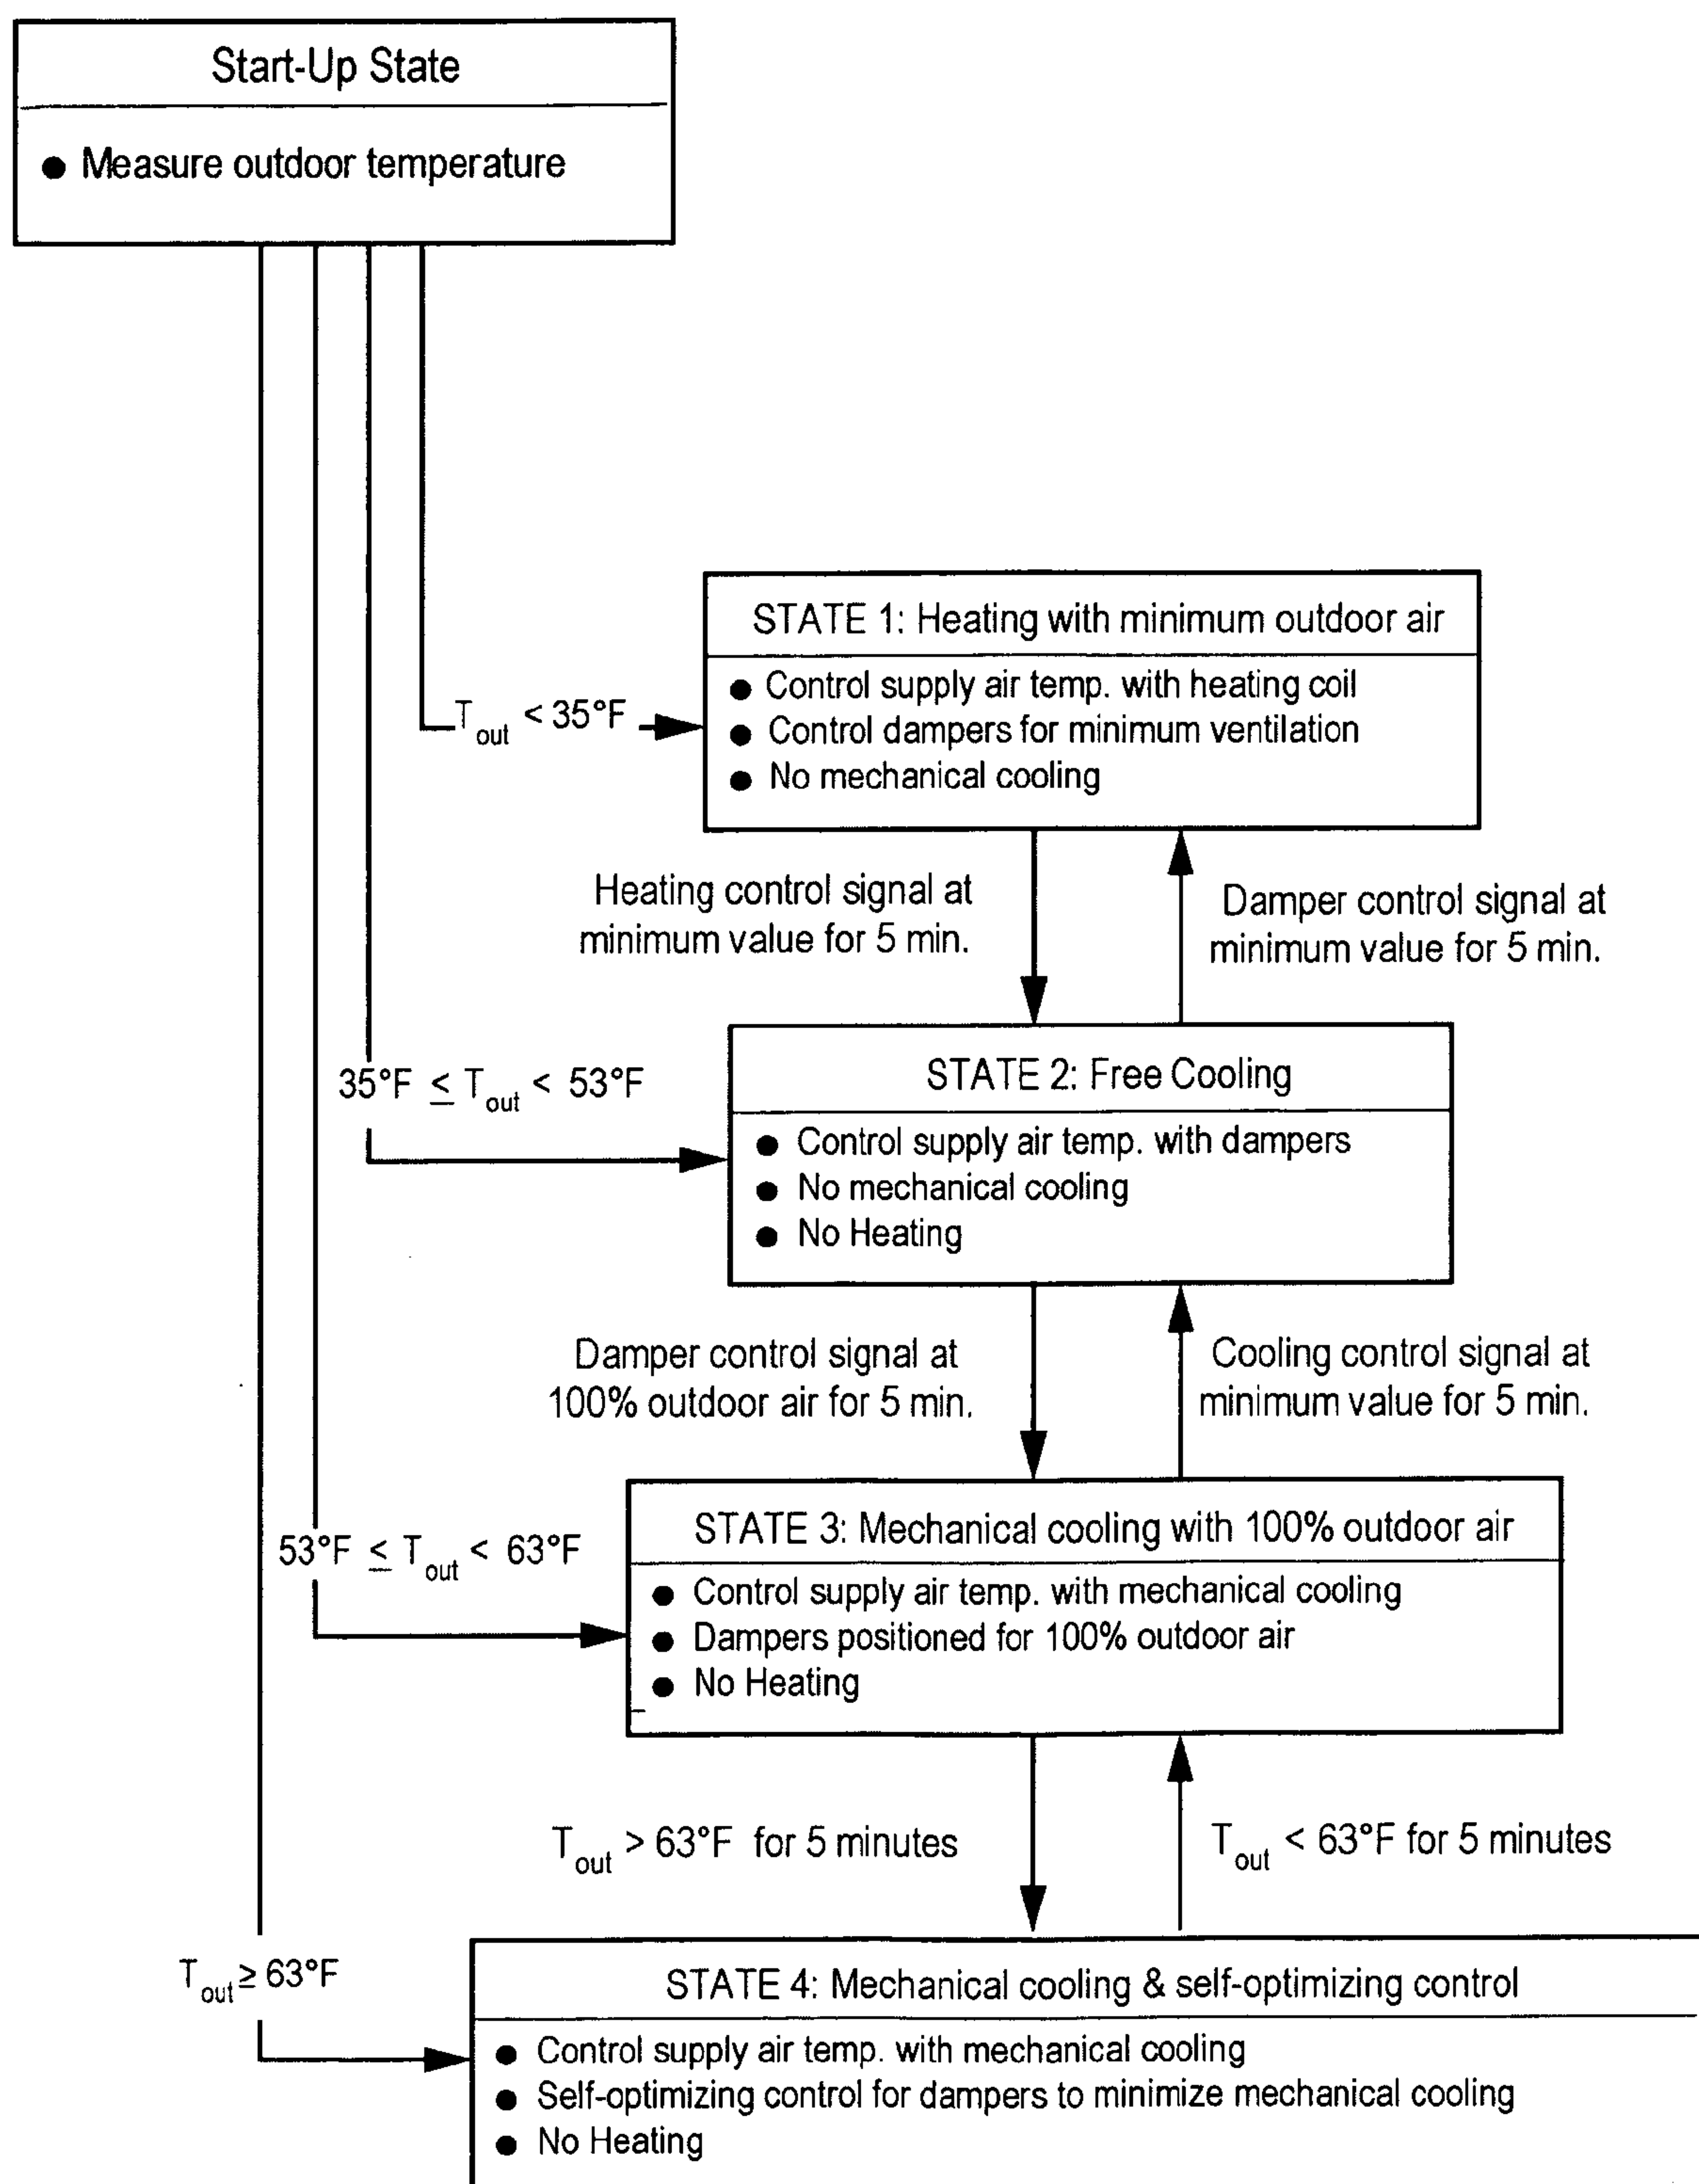 Start-Up State
● Measure outdoor temperature
STATE 1: Heating with minimum outdoor air
● Control supply air temp. with heating coil
● Control dampers for minimum ventilation
● No mechanical cooling
T_out < 35°F
Heating control signal at
minimum value for 5 min.
Damper control signal at
minimum value for 5 min.
STATE 2: Free Cooling
● Control supply air temp. with dampers
● No mechanical cooling
● No Heating
35°F ≤ T_out < 53°F
Damper control signal at
100% outdoor air for 5 min.
Cooling control signal at
minimum value for 5 min.
STATE 3: Mechanical cooling with 100% outdoor air
● Control supply air temp. with mechanical cooling
● Dampers positioned for 100% outdoor air
● No Heating
53°F ≤ T_out < 63°F
T_out > 63°F for 5 minutes
T_out < 63°F for 5 minutes
STATE 4: Mechanical cooling & self-optimizing control
● Control supply air temp. with mechanical cooling
● Self-optimizing control for dampers to minimize mechanical cooling
● No Heating
T_out ≥ 63°F